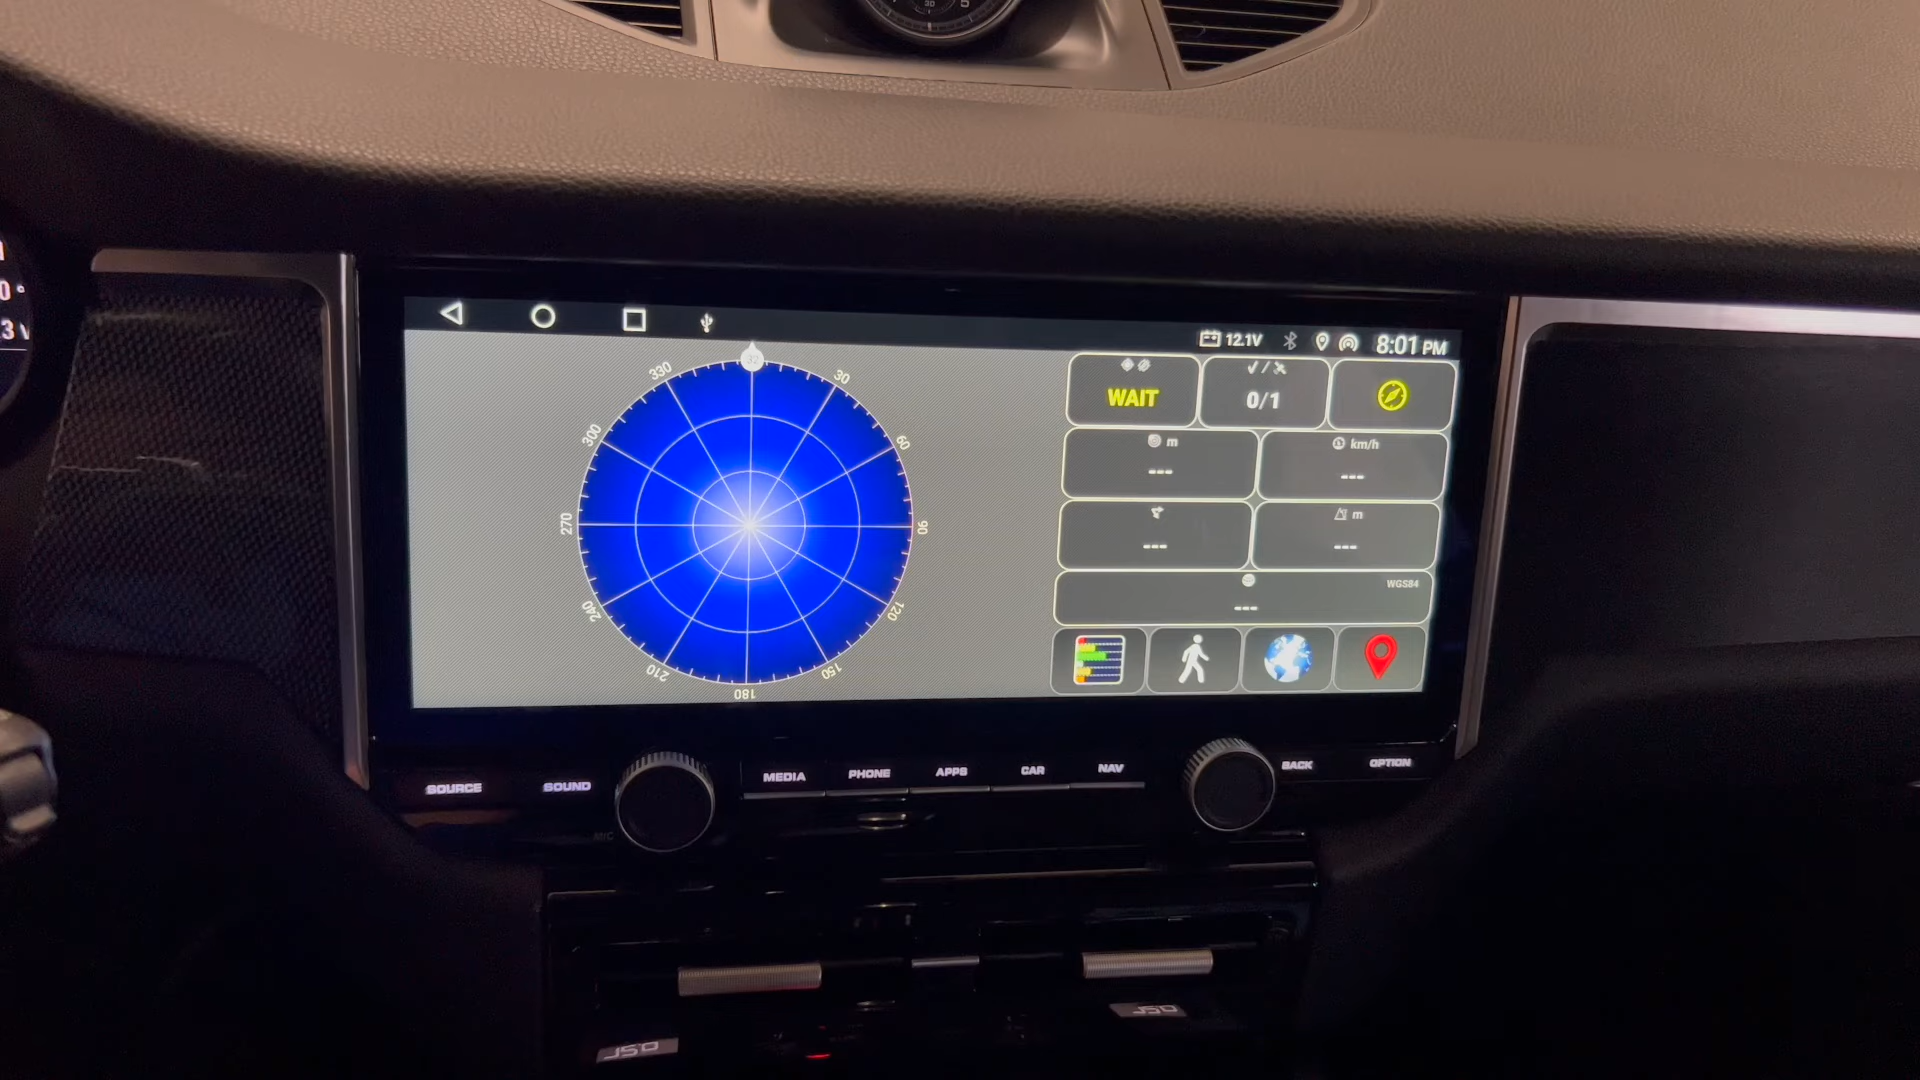 30
12.1V
8:01 PM
330
30
300
60
270
90
240
120
210
150
180
WAIT
0/1
m
---
km/h
---
---
m
---
WGS84
---
SOURCE
SOUND
MEDIA
PHONE
APPS
CAR
NAV
BACK
OPTION
MIC